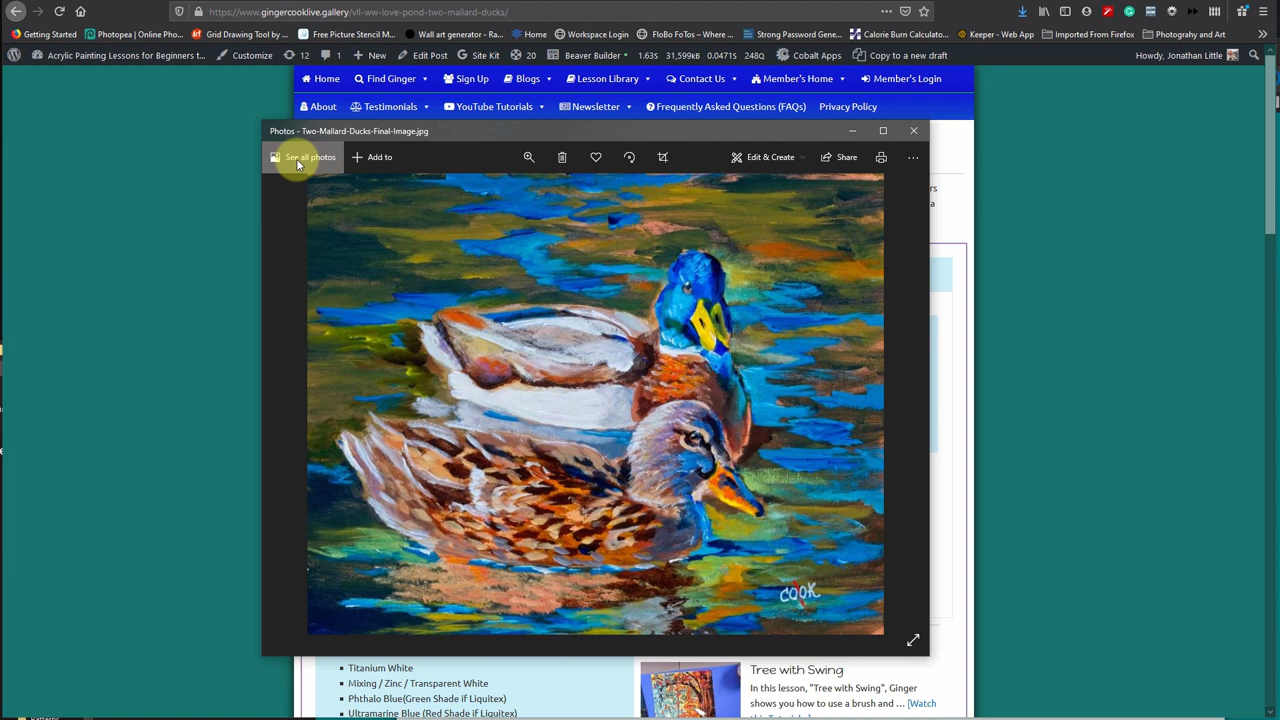 https://www.gingercooklive.gallery/vll-ww-love-pond-two-mallard-ducks/
Getting Started Photopea | Online Pho... Grid Drawing Tool by ... Free Picture Stencil M... Wall art generator - Ra... Home Workspace Login FloBo FoTos – Where ... Strong Password Gene... Calorie Burn Calculato... Keeper - Web App Imported From Firefox Photograhy and Art
Acrylic Painting Lessons for Beginners t... Customize 12 1 New Edit Post Site Kit 20 Beaver Builder 1.63S 31,599kB 0.0471S 248Q Cobalt Apps Copy to a new draft Howdy, Jonathan Little
Home Find Ginger Sign Up Blogs Lesson Library Contact Us Member's Home Member's Login
About Testimonials YouTube Tutorials Newsletter Frequently Asked Questions (FAQs) Privacy Policy
Photos - Two-Mallard-Ducks-Final-Image.jpg
See all photos Add to Edit & Create Share
rs
a
COOK
Titanium White
Mixing / Zinc / Transparent White
Phthalo Blue(Green Shade if Liquitex)
Ultramarine Blue (Red Shade if Liquitex)
Tree with Swing
In this lesson, "Tree with Swing", Ginger
shows you how to use a brush and ... [Watch